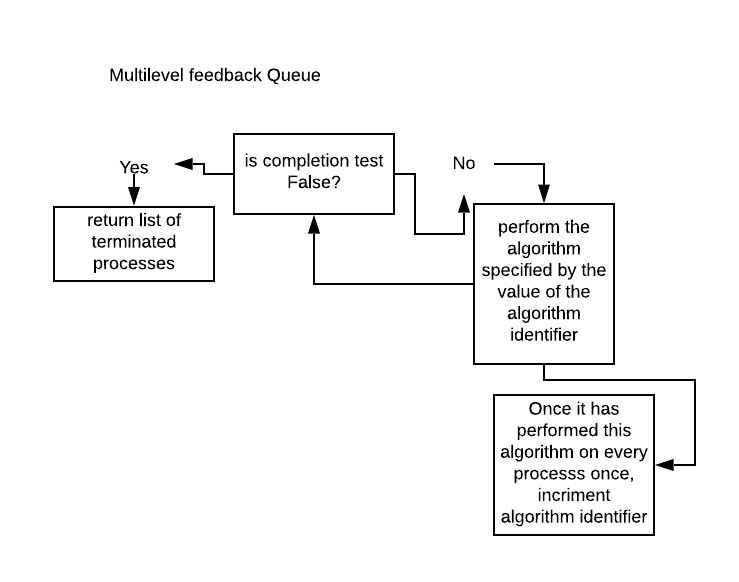 Multilevel feedback Queue
is completion test
False?
Yes
No
return list of
terminated
processes
perform the
algorithm
specified by the
value of the
algorithm
identifier
Once it has
performed this
algorithm on every
processs once,
incriment
algorithm identifier